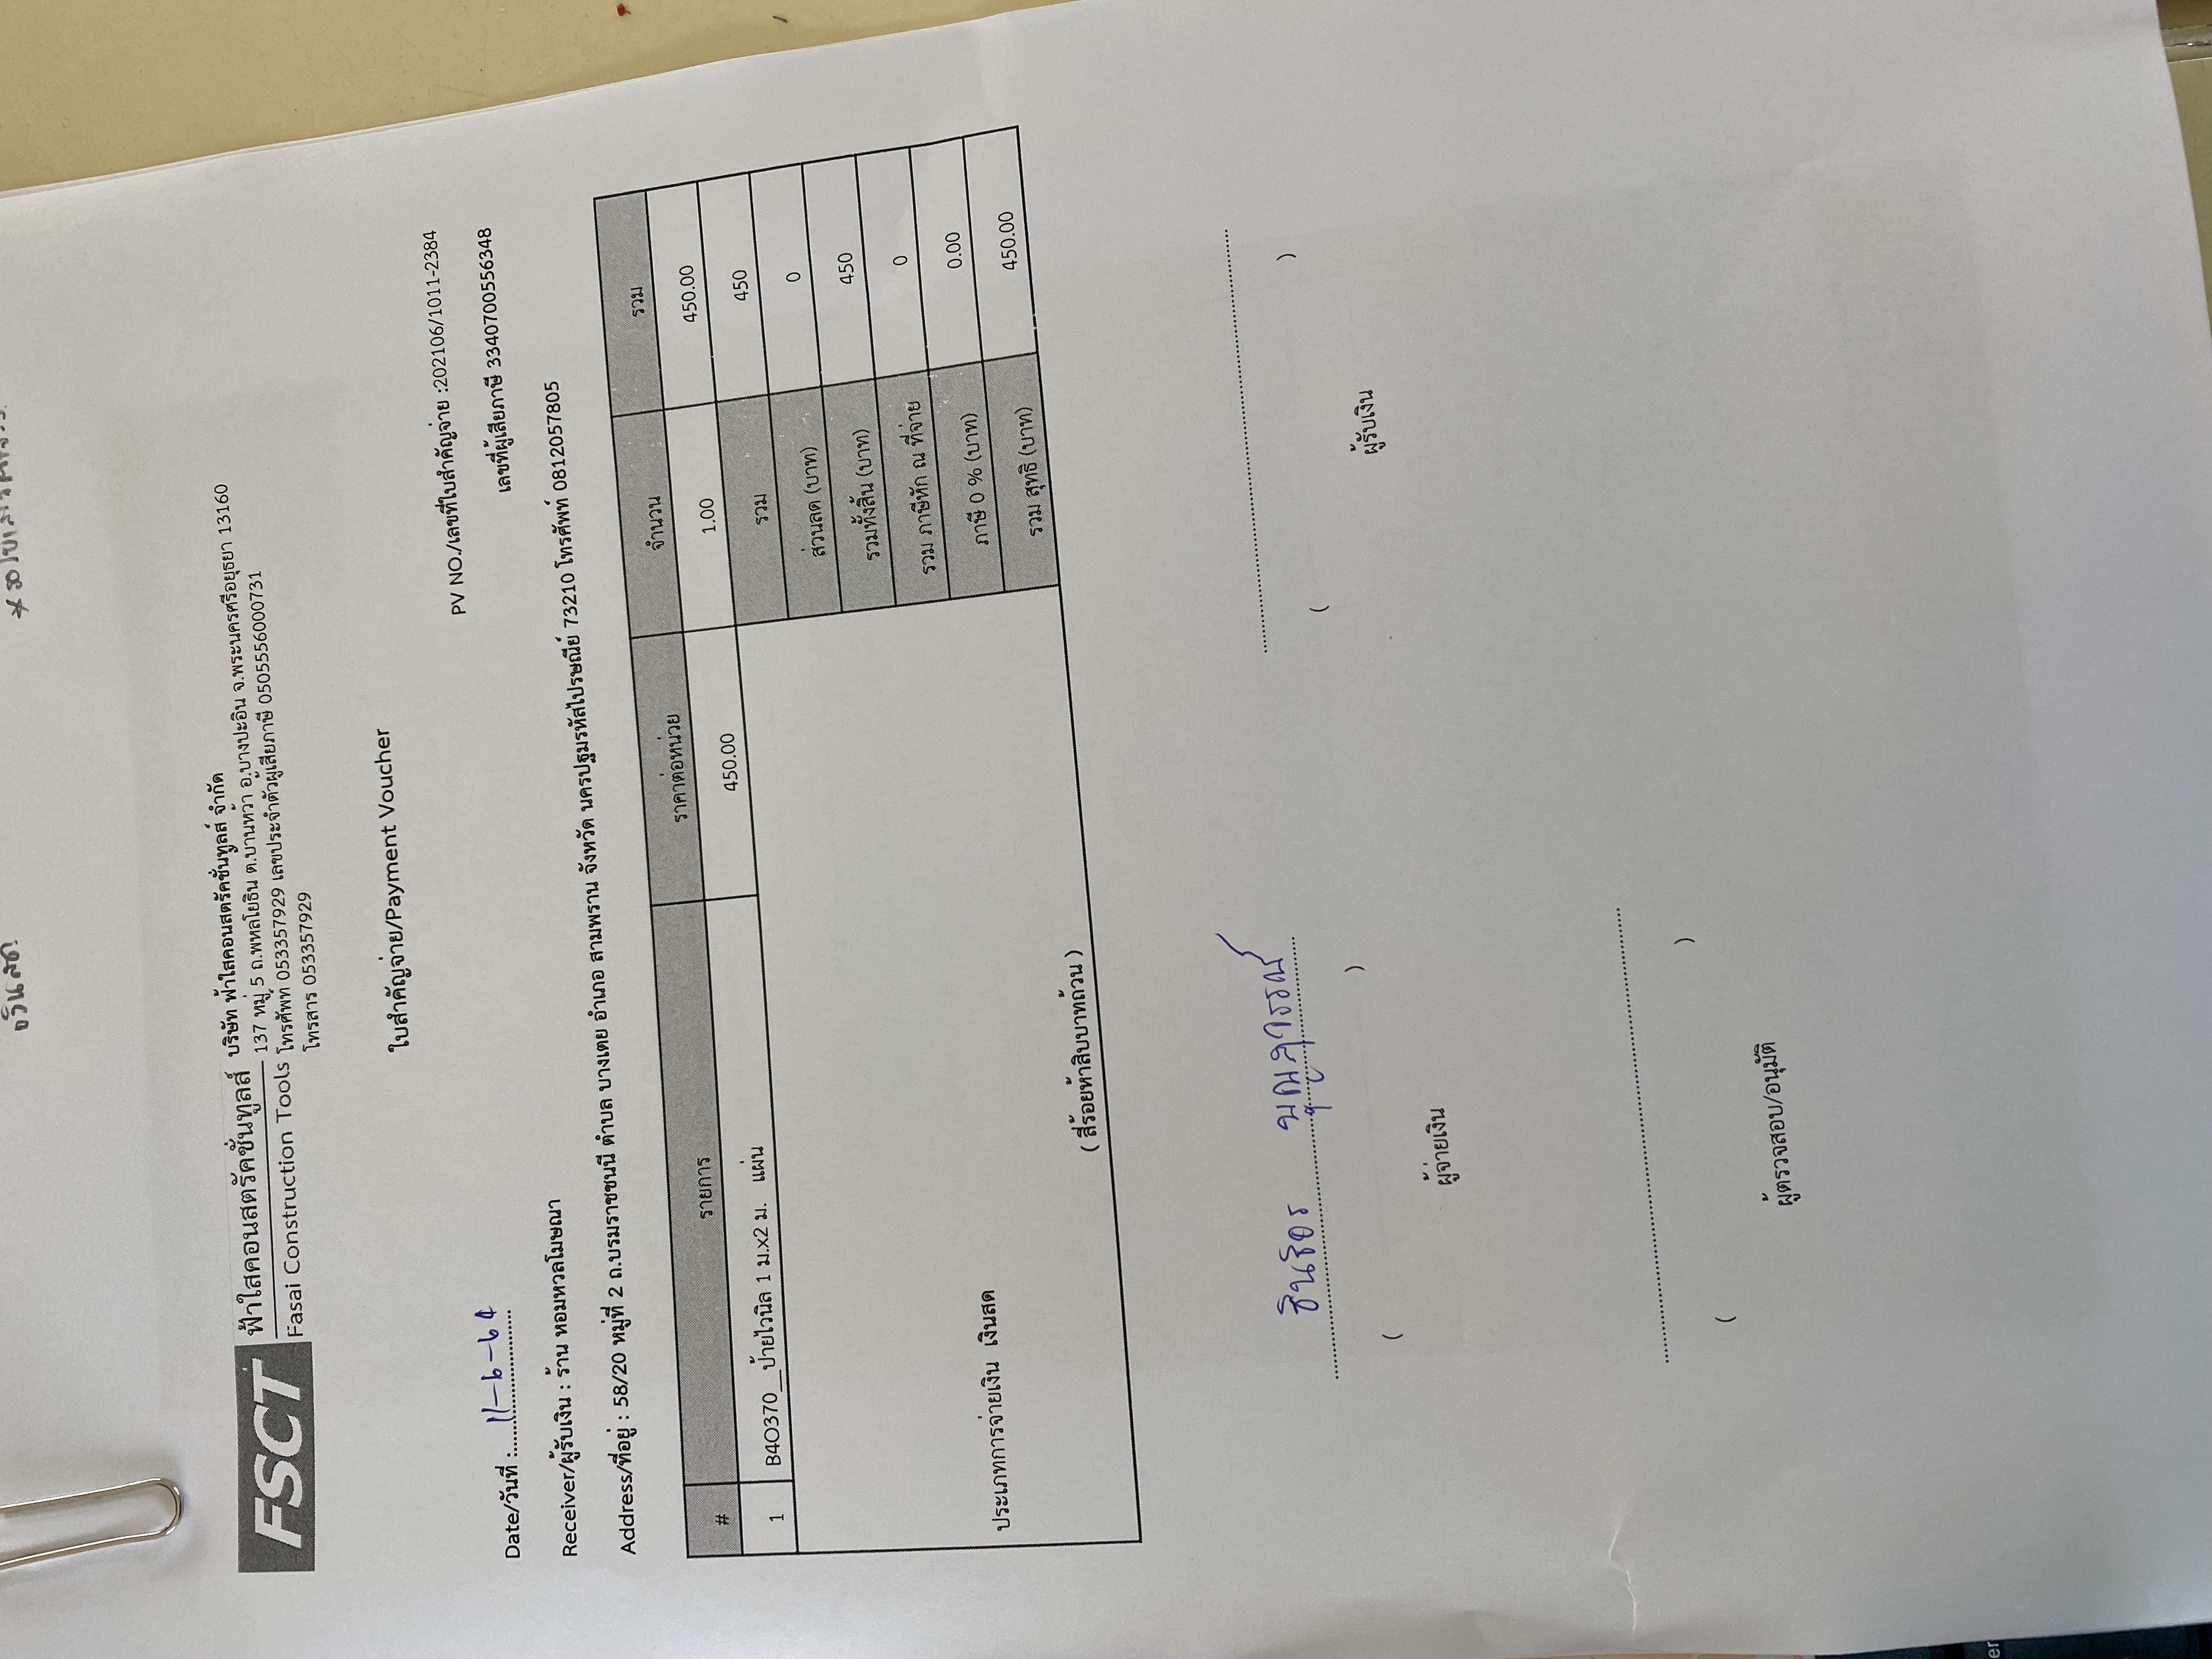 FSCT
ฟ้าใสคอนสตรัคชั่นทูลส์
Fasai Construction Tools
บริษัท ฟ้าใสคอนสตรัคชั่นทูลส์ จำกัด
137 หมู่ 5 ถ.พหลโยธิน ต.บ้านหว้า อ.บางปะอิน จ.พระนครศรีอยุธยา 13160
โทรศัพท์ 053357929 เลขประจำตัวผู้เสียภาษี 0505556000731
โทรสาร 053357929
ใบสำคัญจ่าย/Payment Voucher
PV NO./เลขที่ใบสำคัญจ่าย :202106/1011-2384
Date/วันที่ : 11-6-64
เลขที่ผู้เสียภาษี 3340700556348
Receiver/ผู้รับเงิน : ร้าน หอมหวลโมษณา
Address/ที่อยู่ : 58/20 หมู่ที่ 2 ถ.บรมราชชนนี ตำบล บางเตย อำเภอ สามพราน จังหวัด นครปฐมรหัสไปรษณีย์ 73210 โทรศัพท์ 0812057805
# รายการ ราคาต่อหน่วย จำนวน รวม
1 B4O370__ป้ายไวนิล 1 ม.x2 ม. แผ่น 450.00 1.00 450.00
รวม 450
ส่วนลด (บาท) 0
รวมทั้งสิ้น (บาท) 450
รวม ภาษีหัก ณ ที่จ่าย 0
ภาษี 0 % (บาท) 0.00
ประเภทการจ่ายเงิน เงินสด
รวม สุทธิ (บาท) 450.00
( สี่ร้อยห้าสิบบาทถ้วน )
( )
ผู้จ่ายเงิน
( )
ผู้รับเงิน
( )
ผู้ตรวจสอบ/อนุมัติ
er